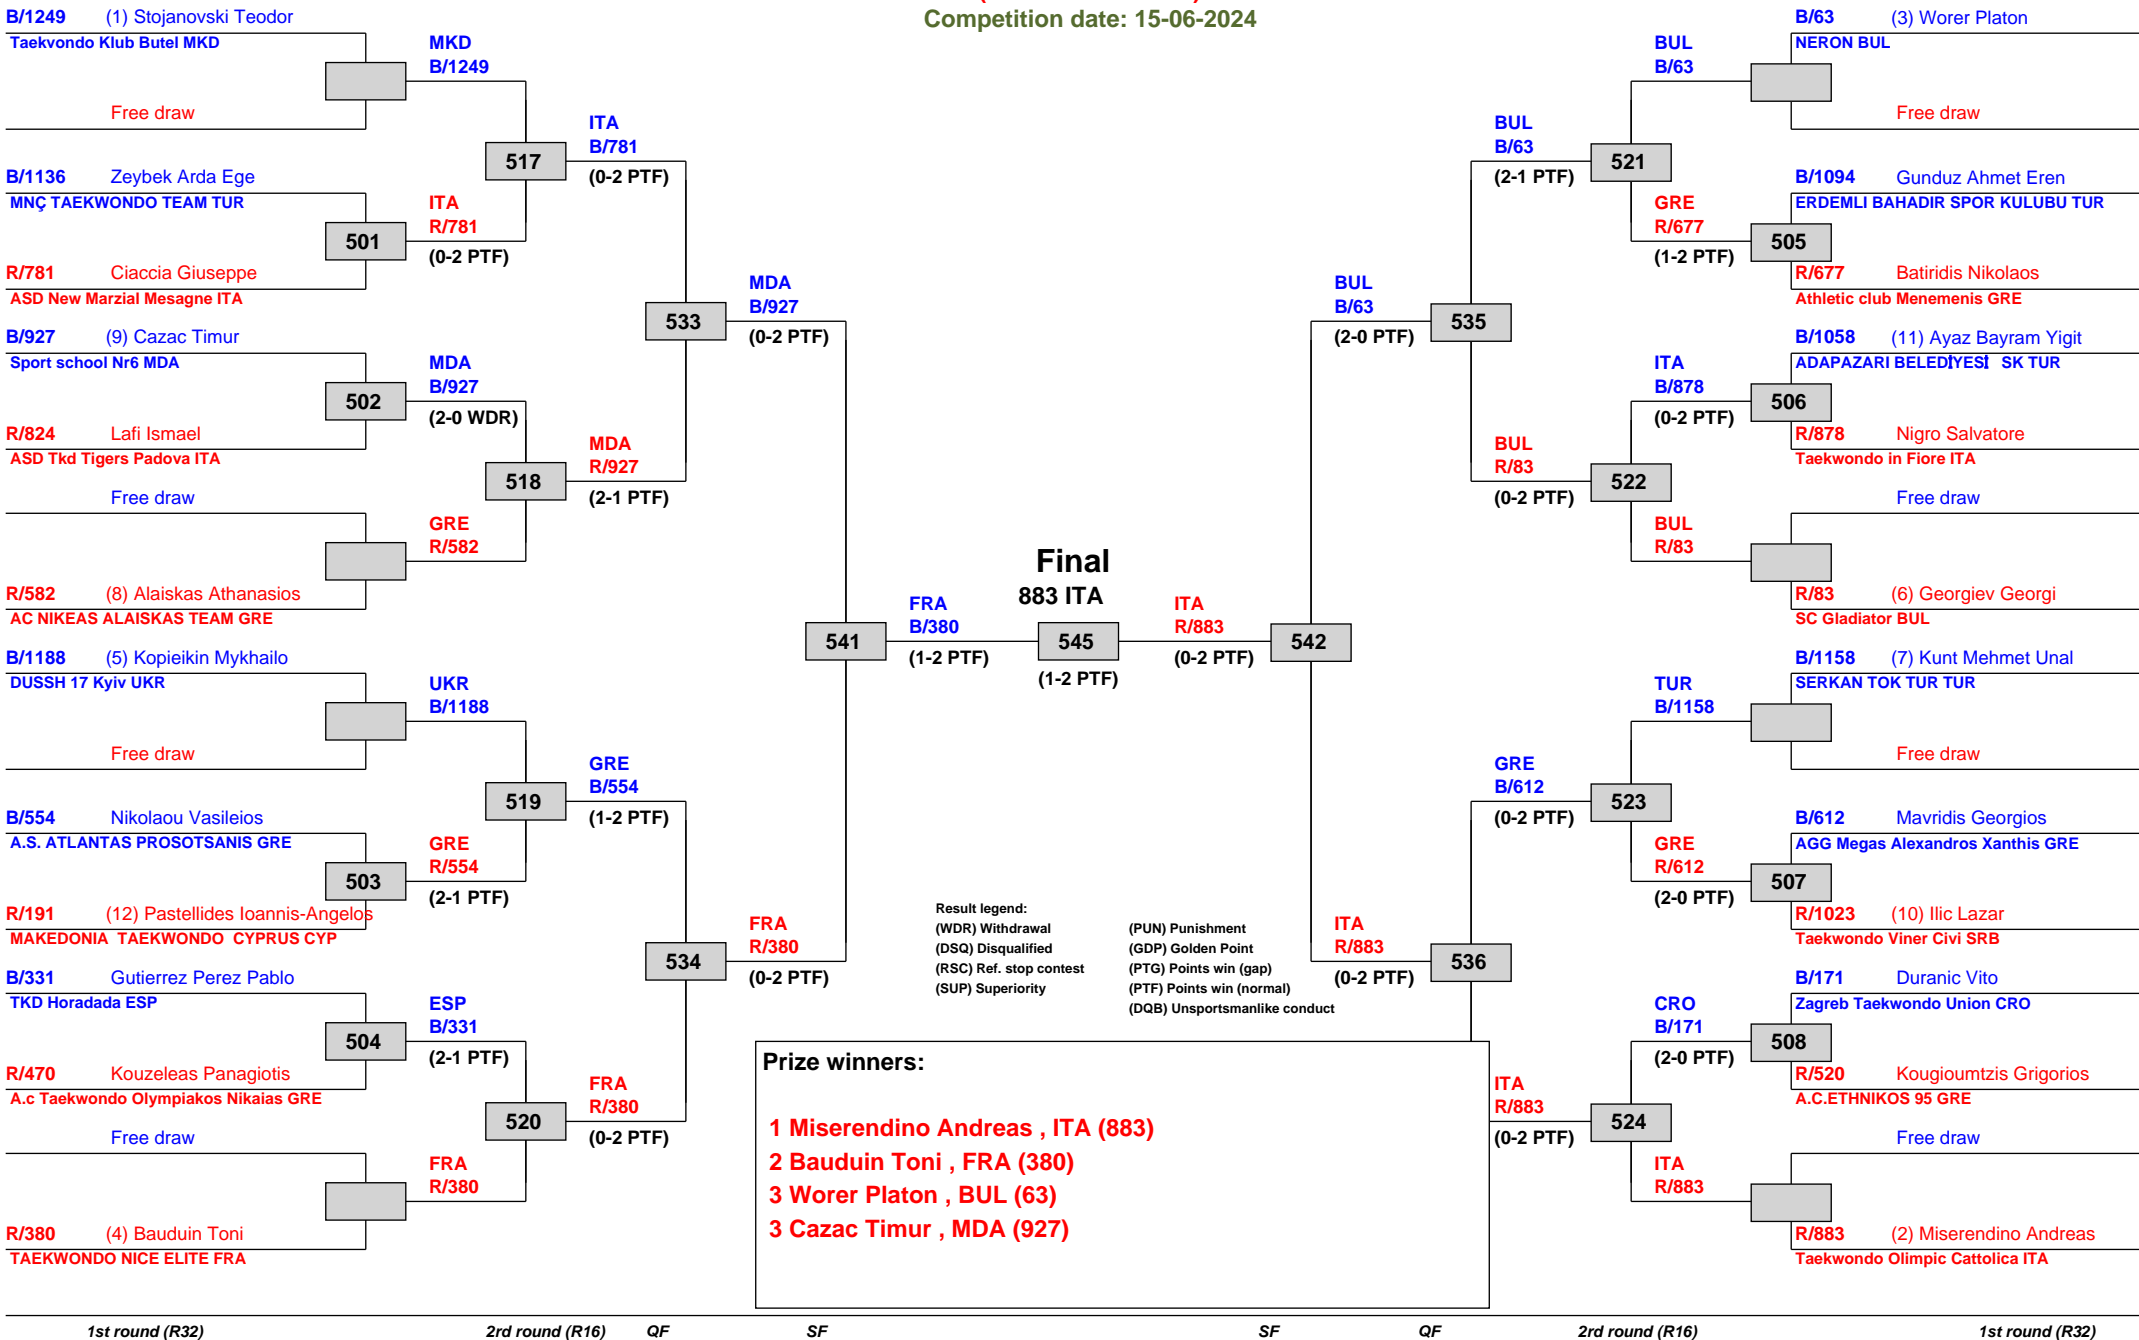 Competition date: 15-06-2024
B/1249 (1) Stojanovski Teodor
Taekvondo Klub Butel MKD
Free draw
B/1136 Zeybek Arda Ege
MNÇ TAEKWONDO TEAM TUR
501
R/781 Ciaccia Giuseppe
ASD New Marzial Mesagne ITA
B/927 (9) Cazac Timur
Sport school Nr6 MDA
502
R/824 Lafi Ismael
ASD Tkd Tigers Padova ITA
Free draw
R/582 (8) Alaiskas Athanasios
AC NIKEAS ALAISKAS TEAM GRE
B/1188 (5) Kopieikin Mykhailo
DUSSH 17 Kyiv UKR
Free draw
B/554 Nikolaou Vasileios
A.S. ATLANTAS PROSOTSANIS GRE
503
R/191 (12) Pastellides Ioannis-Angelos
MAKEDONIA TAEKWONDO CYPRUS CYP
B/331 Gutierrez Perez Pablo
TKD Horadada ESP
504
R/470 Kouzeleas Panagiotis
A.c Taekwondo Olympiakos Nikaias GRE
Free draw
R/380 (4) Bauduin Toni
TAEKWONDO NICE ELITE FRA
MKD
B/1249
517
ITA
R/781
(0-2 PTF)
MDA
B/927
(2-0 WDR)
518
GRE
R/582
UKR
B/1188
519
GRE
R/554
(2-1 PTF)
ESP
B/331
(2-1 PTF)
520
FRA
R/380
ITA
B/781
(0-2 PTF)
533
MDA
R/927
(2-1 PTF)
GRE
B/554
(1-2 PTF)
534
FRA
R/380
(0-2 PTF)
MDA
B/927
(0-2 PTF)
541
FRA
R/380
(0-2 PTF)
FRA
B/380
(1-2 PTF)
Final
883 ITA
545
(1-2 PTF)
ITA
R/883
(0-2 PTF)
542
BUL
B/63
(2-0 PTF)
535
ITA
R/883
(0-2 PTF)
536
BUL
B/63
(2-1 PTF)
521
BUL
R/83
(0-2 PTF)
522
GRE
B/612
(0-2 PTF)
523
ITA
R/883
(0-2 PTF)
524
BUL
B/63
GRE
R/677
(1-2 PTF)
ITA
B/878
(0-2 PTF)
BUL
R/83
TUR
B/1158
GRE
R/612
(2-0 PTF)
CRO
B/171
(2-0 PTF)
ITA
R/883
B/63 (3) Worer Platon
NERON BUL
Free draw
B/1094 Gunduz Ahmet Eren
ERDEMLI BAHADIR SPOR KULUBU TUR
505
R/677 Batiridis Nikolaos
Athletic club Menemenis GRE
B/1058 (11) Ayaz Bayram Yigit
ADAPAZARI BELEDİYESİ SK TUR
506
R/878 Nigro Salvatore
Taekwondo in Fiore ITA
Free draw
R/83 (6) Georgiev Georgi
SC Gladiator BUL
B/1158 (7) Kunt Mehmet Unal
SERKAN TOK TUR TUR
Free draw
B/612 Mavridis Georgios
AGG Megas Alexandros Xanthis GRE
507
R/1023 (10) Ilic Lazar
Taekwondo Viner Civi SRB
B/171 Duranic Vito
Zagreb Taekwondo Union CRO
508
R/520 Kougioumtzis Grigorios
A.C.ETHNIKOS 95 GRE
Free draw
R/883 (2) Miserendino Andreas
Taekwondo Olimpic Cattolica ITA
Result legend:
(WDR) Withdrawal (PUN) Punishment
(DSQ) Disqualified (GDP) Golden Point
(RSC) Ref. stop contest (PTG) Points win (gap)
(SUP) Superiority (PTF) Points win (normal)
(DQB) Unsportsmanlike conduct
Prize winners:
1 Miserendino Andreas , ITA (883)
2 Bauduin Toni , FRA (380)
3 Worer Platon , BUL (63)
3 Cazac Timur , MDA (927)
1st round (R32) 2rd round (R16) QF SF SF QF 2rd round (R16) 1st round (R32)